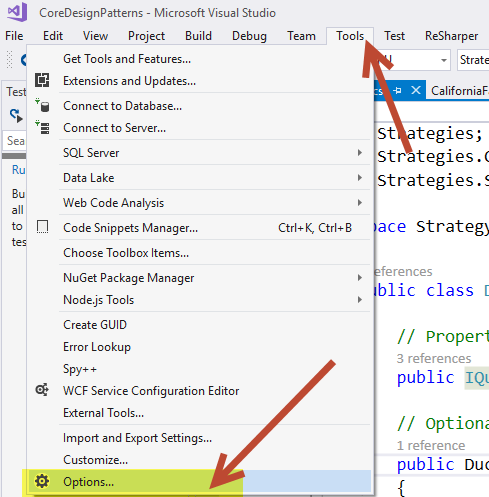 CoreDesignPatterns - Microsoft Visual Studio
File Edit View Project Build Debug Team Tools Test ReSharper
Get Tools and Features...
Extensions and Updates...
Connect to Database...
Connect to Server...
SQL Server
Data Lake
Web Code Analysis
Code Snippets Manager... Ctrl+K, Ctrl+B
Choose Toolbox Items...
NuGet Package Manager
Node.js Tools
Create GUID
Error Lookup
Spy++
WCF Service Configuration Editor
External Tools...
Import and Export Settings...
Customize...
Options...
U Strate
cs CaliforniaF
Tes
Sea
Ru
Bu
all
to
tes
Strategies;
Strategies.
Strategies.S
pace Strategy
references
public class
// Propert
3 references
public IQu
// Optiona
1 reference
public Duc
{